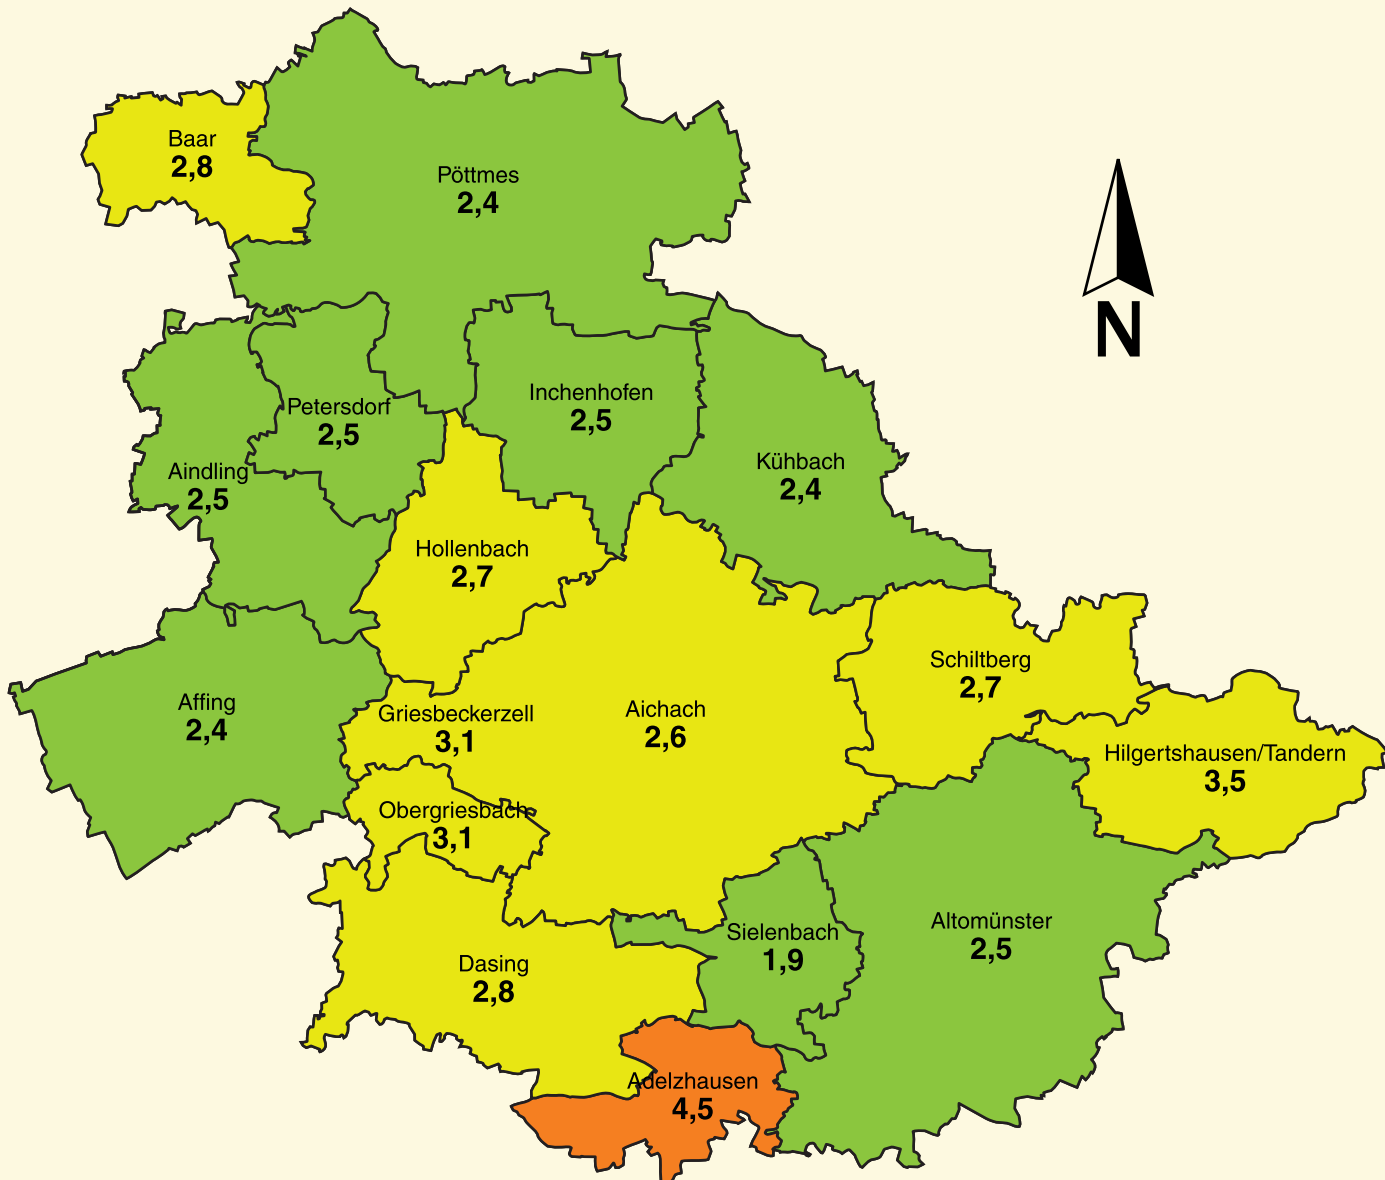 Baar
2,8
Pöttmes
2,4
N
Petersdorf
2,5
Inchenhofen
2,5
Aindling
2,5
Kühbach
2,4
Hollenbach
2,7
Schiltberg
2,7
Affing
2,4
Griesbeckerzell
3,1
Aichach
2,6
Hilgertshausen/Tandern
3,5
Obergriesbach
3,1
Sielenbach
1,9
Altomünster
2,5
Dasing
2,8
Adelzhausen
4,5